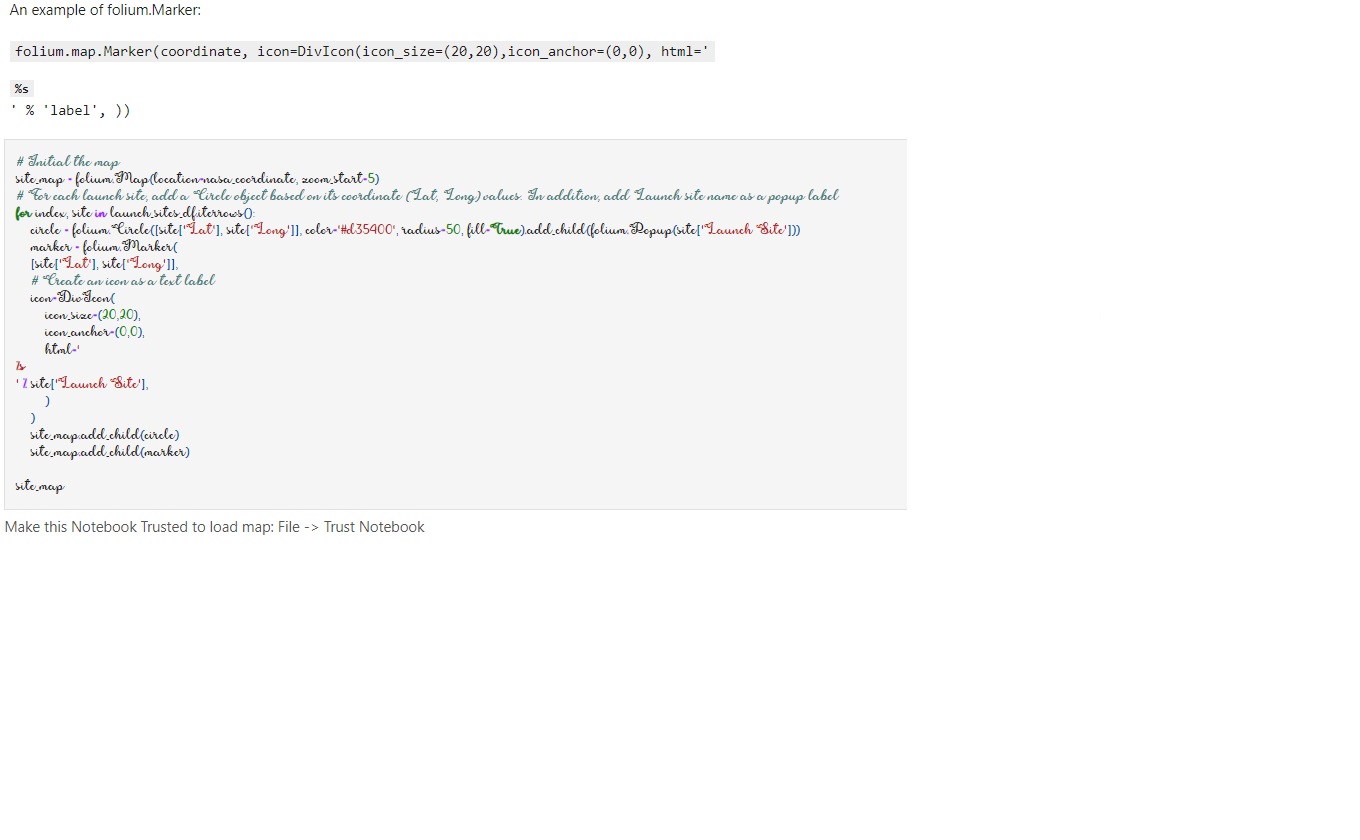 An example of folium.Marker:
folium.map.Marker(coordinate, icon=DivIcon(icon_size=(20,20),icon_anchor=(0,0), html='
%s
' % 'label', ))
# Initial the map
site_map = folium.Map(location=nasa_coordinate, zoom_start=5)
# For each launch site, add a Circle object based on its coordinate (Lat, Long) values. In addition, add Launch site name as a popup label
for index, site in launch_sites_df.iterrows():
circle = folium.Circle([site['Lat'], site['Long']], color='#d35400', radius=50, fill=True).add_child(folium.Popup(site['Launch Site']))
marker = folium.Marker(
[site['Lat'], site['Long']],
# Create an icon as a text label
icon=DivIcon(
icon_size=(20,20),
icon_anchor=(0,0),
html='
%s
' % site['Launch Site'],
)
)
site_map.add_child(circle)
site_map.add_child(marker)
site_map
Make this Notebook Trusted to load map: File -> Trust Notebook